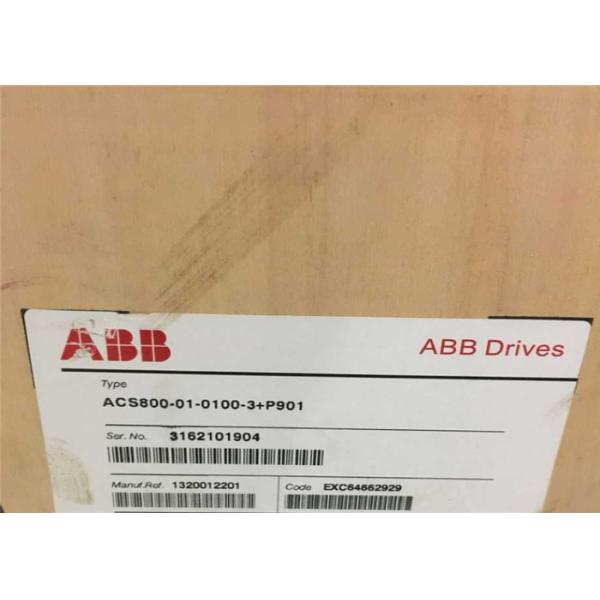 ABB ABB Drives
Type
ACS800-01-0100-3+P901
Ser. No. 3162101904
Manuf.Ref. 1320012201 Code EXC64662929